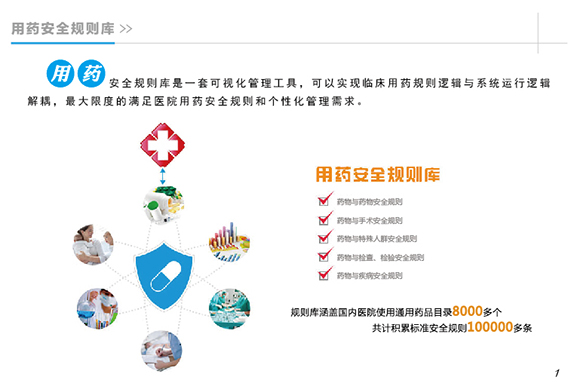 用药安全规则库 >>
用药安全规则库是一套可视化管理工具，可以实现临床用药规则逻辑与系统运行逻辑
解耦，最大限度的满足医院用药安全规则和个性化管理需求。
用药安全规则库
药物与药物安全规则
药物与手术安全规则
药物与特殊人群安全规则
药物与检查、检验安全规则
药物与疾病安全规则
规则库涵盖国内医院使用通用药品目录8000多个
共计积累标准安全规则100000多条
1